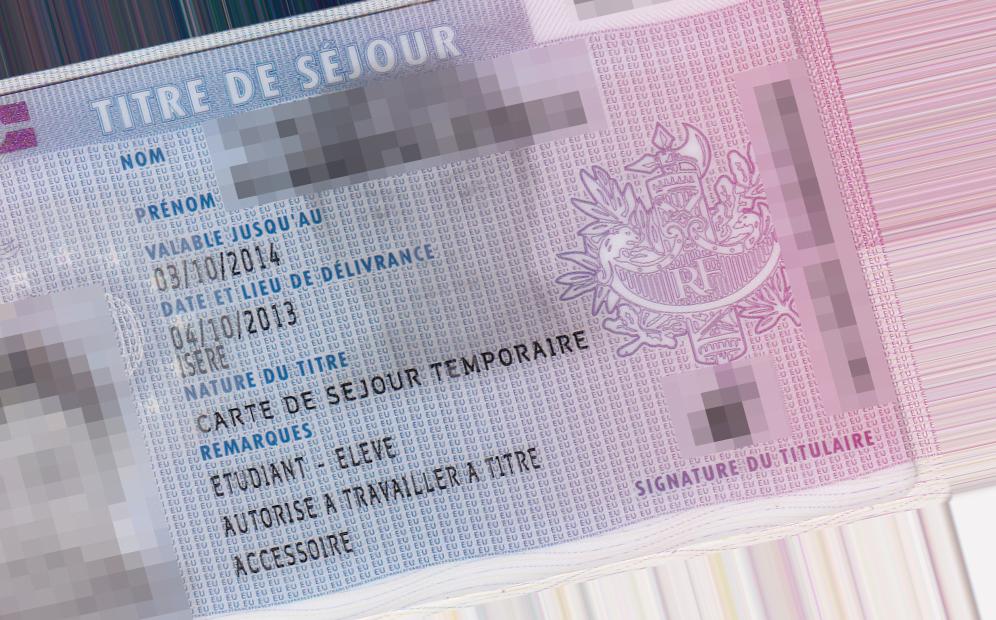 TITRE DE SÉJOUR
NOM
PRÉNOM
VALABLE JUSQU'AU
03/10/2014
DATE ET LIEU DE DÉLIVRANCE
04/10/2013
ISERE
NATURE DU TITRE
CARTE DE SEJOUR TEMPORAIRE
REMARQUES
ETUDIANT - ELEVE
AUTORISE A TRAVAILLER A TITRE
ACCESSOIRE
RF
SIGNATURE DU TITULAIRE